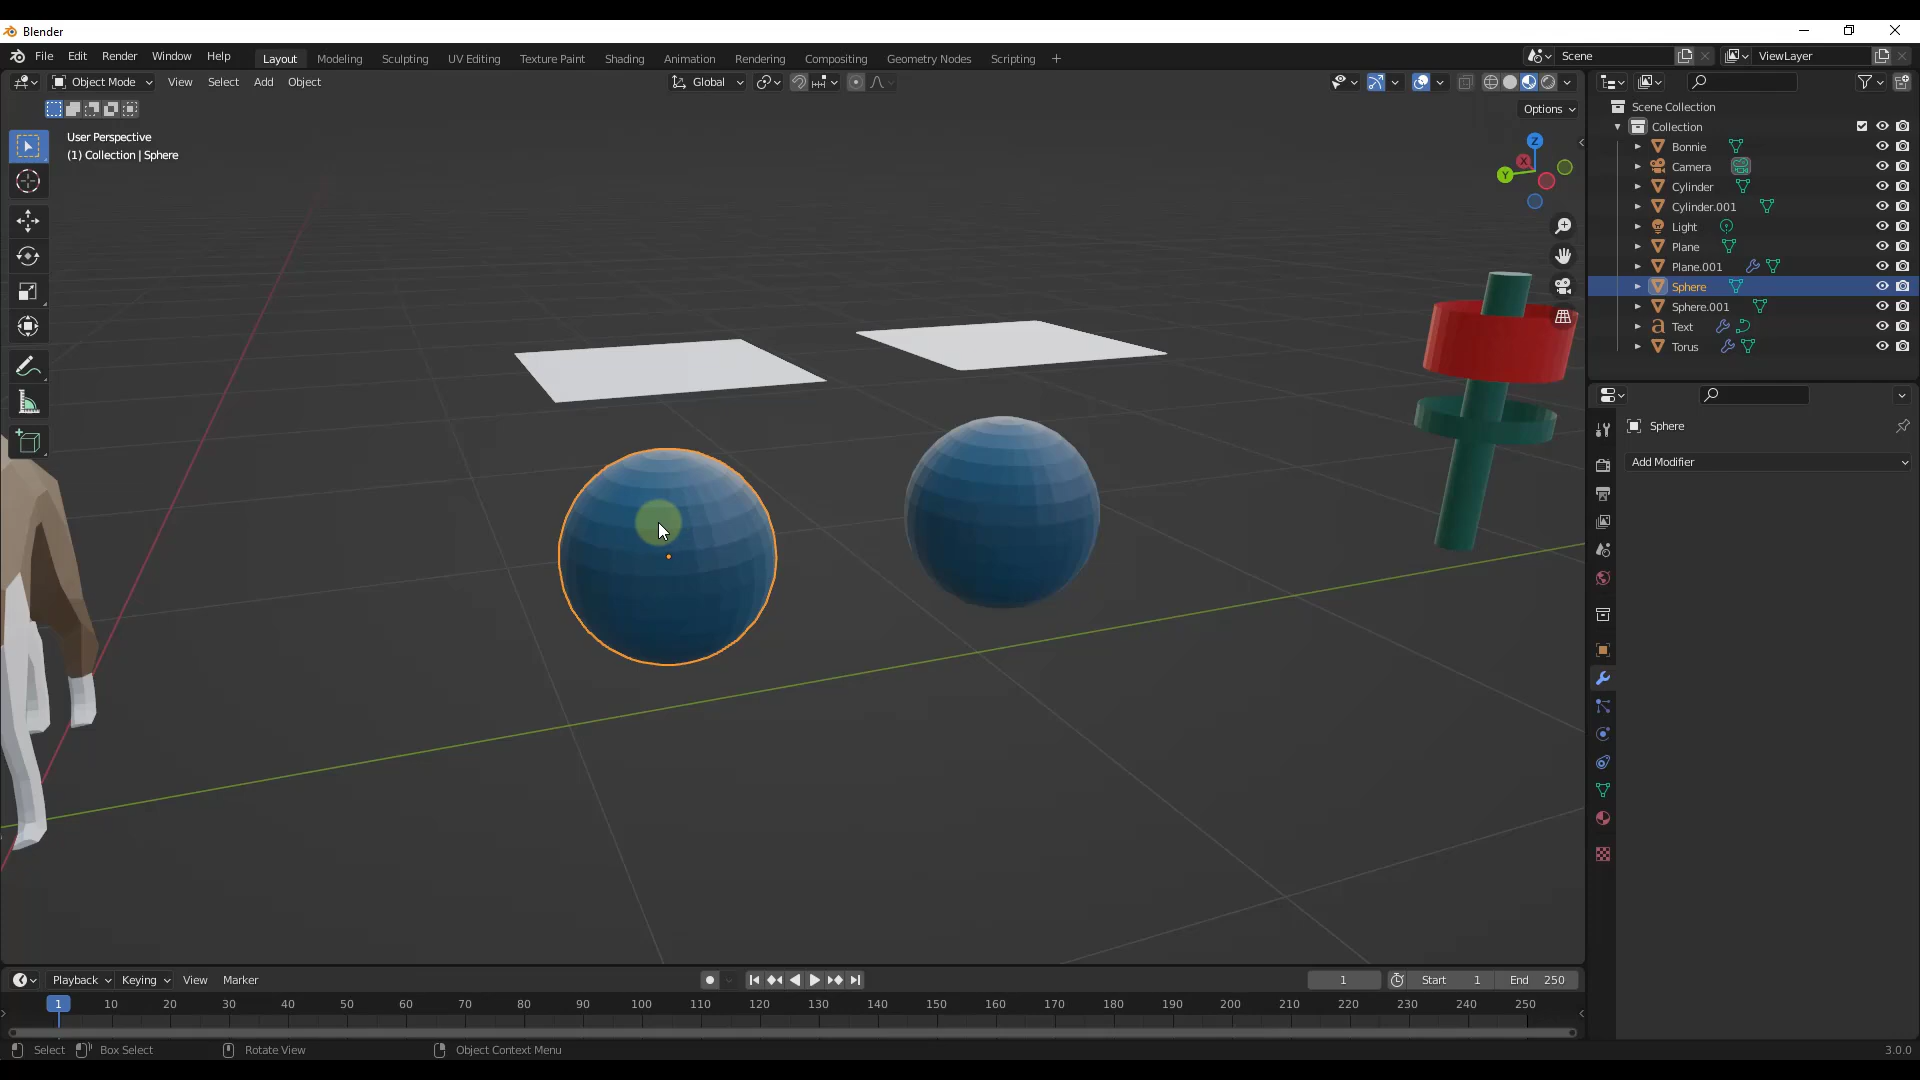 Blender
File Edit Render Window Help Layout Modeling Sculpting UV Editing Texture Paint Shading Animation Rendering Compositing Geometry Nodes Scripting + Scene ViewLayer
Object Mode View Select Add Object Global
Options
User Perspective
(1) Collection | Sphere
Z
X
Y
Scene Collection
Collection
Bonnie
Camera
Cylinder
Cylinder.001
Light
Plane
Plane.001
Sphere
Sphere.001
Text
Torus
Sphere
Add Modifier
Playback Keying View Marker 1 Start 1 End 250
1 10 20 30 40 50 60 70 80 90 100 110 120 130 140 150 160 170 180 190 200 210 220 230 240 250
Select Box Select Rotate View Object Context Menu 3.0.0